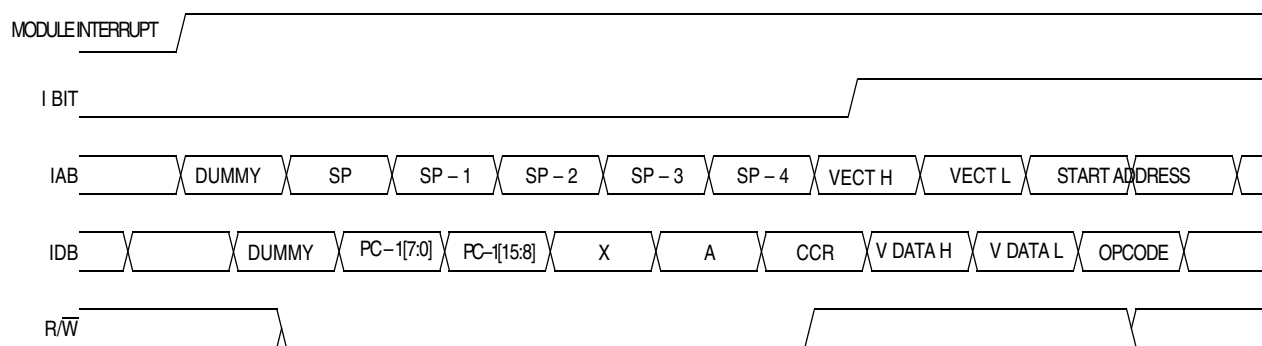 MODULE INTERRUPT
I BIT
IAB DUMMY SP SP – 1 SP – 2 SP – 3 SP – 4 VECT H VECT L START ADDRESS
IDB DUMMY PC–1[7:0] PC–1[15:8] X A CCR V DATA H V DATA L OPCODE
R/W̅